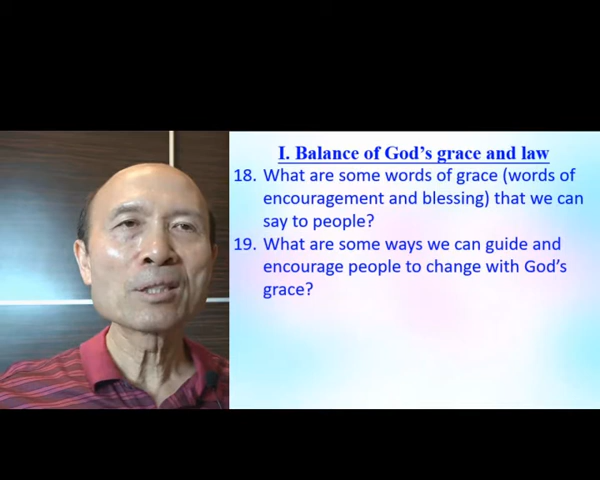 I. Balance of God's grace and law
18. What are some words of grace (words of
encouragement and blessing) that we can
say to people?
19. What are some ways we can guide and
encourage people to change with God's
grace?